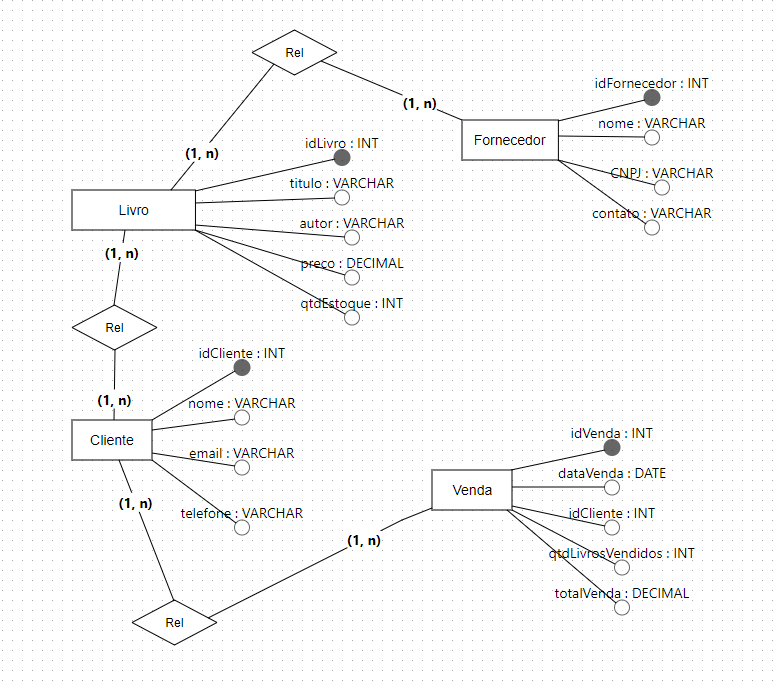 Rel
(1, n)
(1, n)
Fornecedor
idFornecedor : INT
nome : VARCHAR
CNPJ : VARCHAR
contato : VARCHAR
Livro
idLivro : INT
titulo : VARCHAR
autor : VARCHAR
preco : DECIMAL
qtdEstoque : INT
(1, n)
Rel
(1, n)
Cliente
idCliente : INT
nome : VARCHAR
email : VARCHAR
telefone : VARCHAR
(1, n)
Rel
(1, n)
Venda
idVenda : INT
dataVenda : DATE
idCliente : INT
qtdLivrosVendidos : INT
totalVenda : DECIMAL